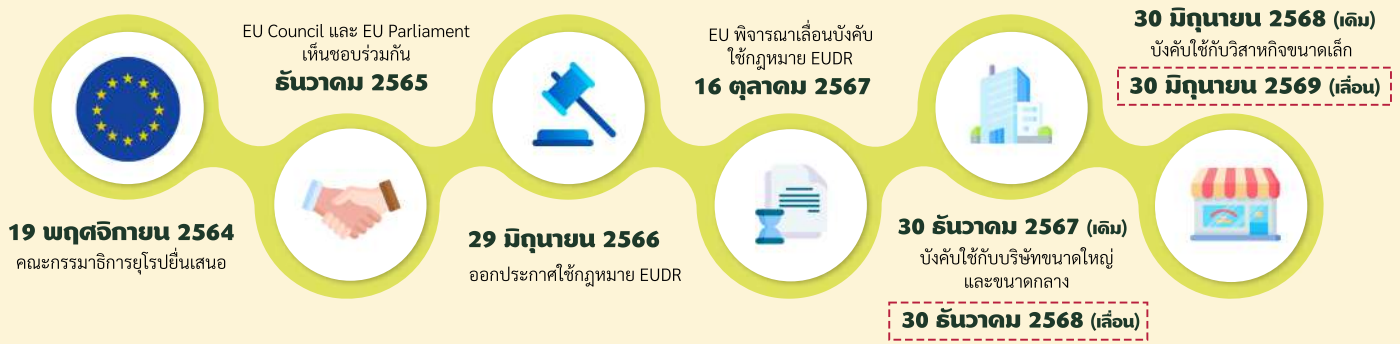 19 พฤศจิกายน 2564
คณะกรรมาธิการยุโรปยื่นเสนอ
EU Council และ EU Parliament
เห็นชอบร่วมกัน
ธันวาคม 2565
29 มิถุนายน 2566
ออกประกาศใช้กฎหมาย EUDR
EU พิจารณาเลื่อนบังคับ
ใช้กฎหมาย EUDR
16 ตุลาคม 2567
30 ธันวาคม 2567 (เดิม)
บังคับใช้กับบริษัทขนาดใหญ่
และขนาดกลาง
30 ธันวาคม 2568 (เลื่อน)
30 มิถุนายน 2568 (เดิม)
บังคับใช้กับวิสาหกิจขนาดเล็ก
30 มิถุนายน 2569 (เลื่อน)